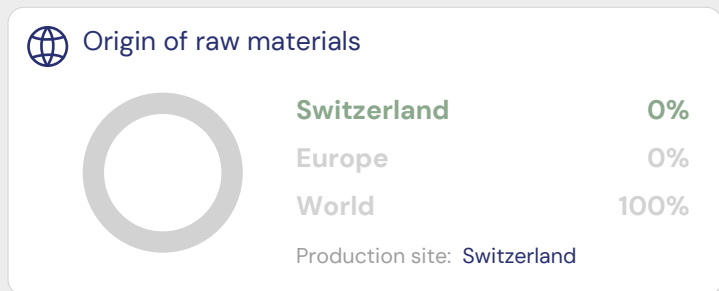 Origin of raw materials
Switzerland 0%
Europe 0%
World 100%
Production site: Switzerland